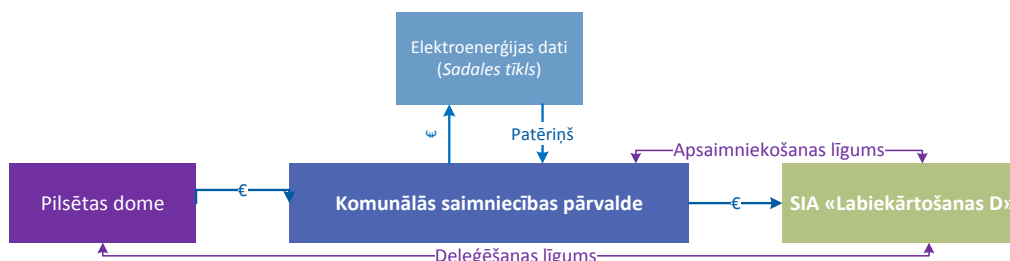 Elektroenerģijas dati
(Sadales tīkls)
€
Patēriņš
Apsaimniekošanas līgums
Pilsētas dome
€
Komunālās saimniecības pārvalde
€
SIA «Labiekārtošanas D»
Deleģēšanas līgums